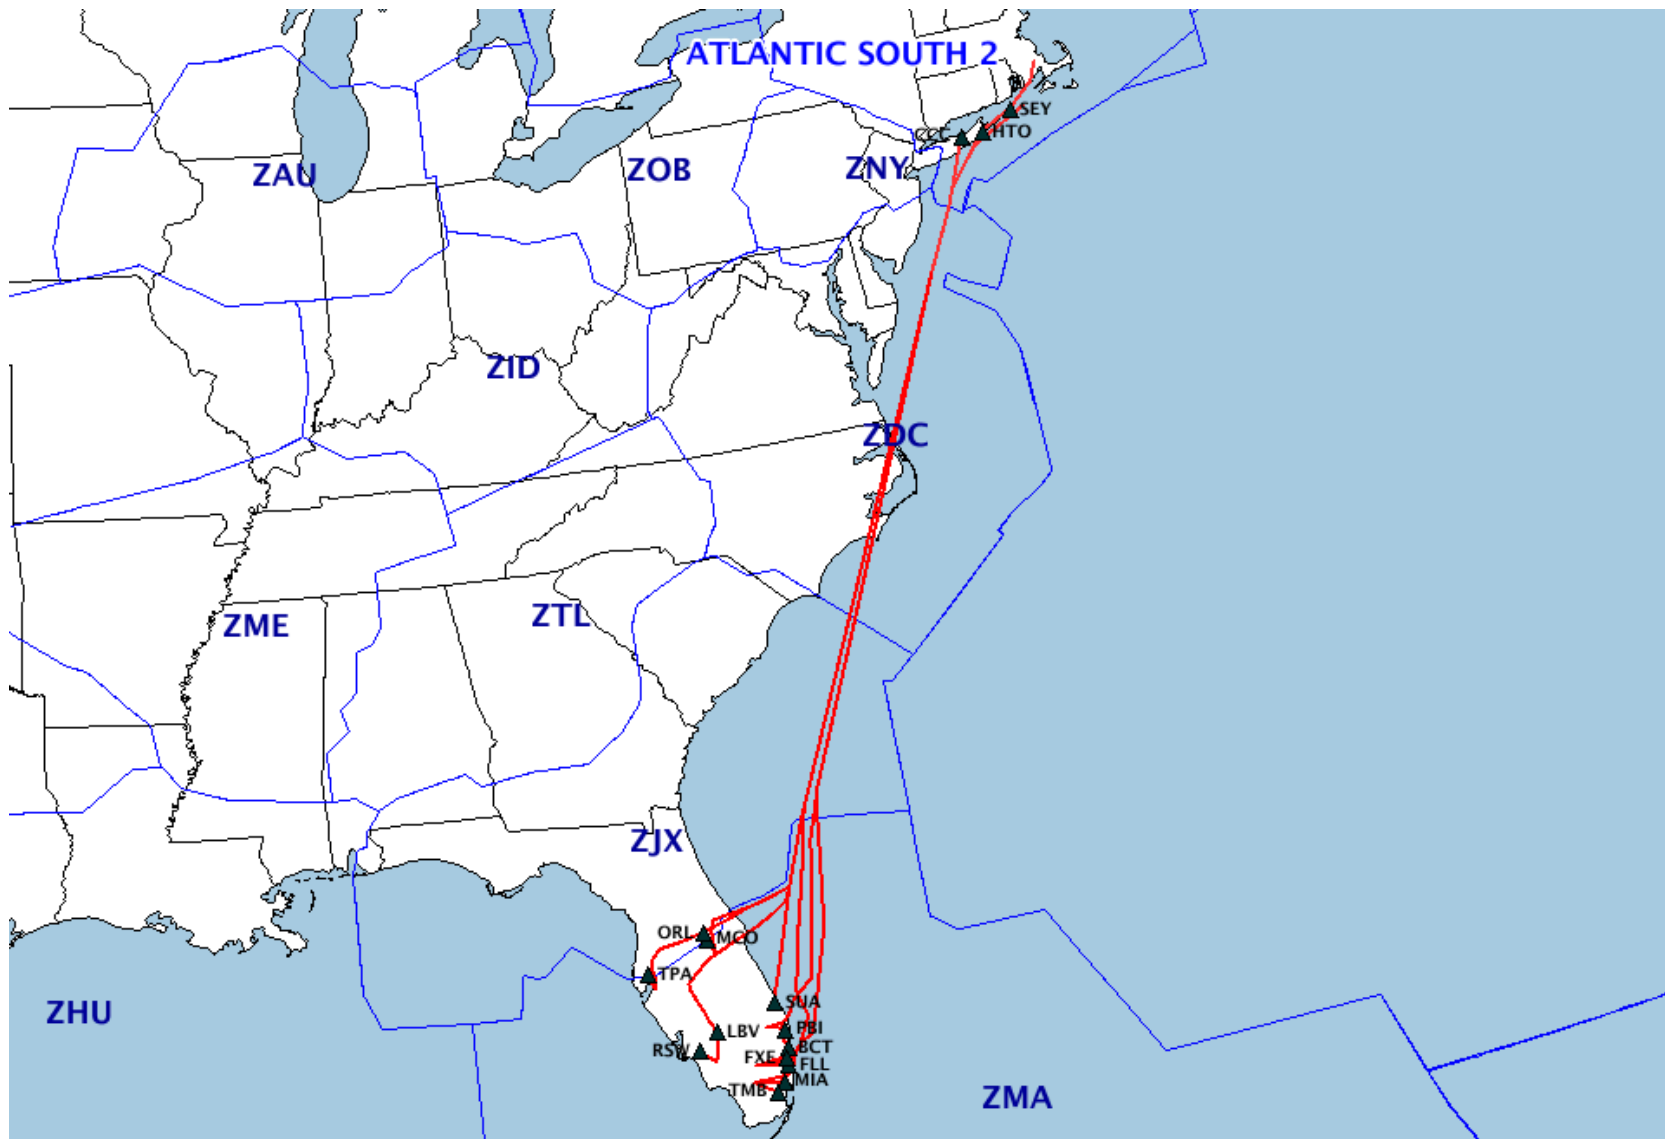 ATLANTIC SOUTH 2
SEY
HTO
CCC
ZNY
ZOB
ZAU
ZID
ZDC
ZTL
ZME
ZJX
ORL
MCO
TPA
SUA
ZHU
PBI
LBV
BCT
RSW
FXE
FLL
MIA
TMB
ZMA